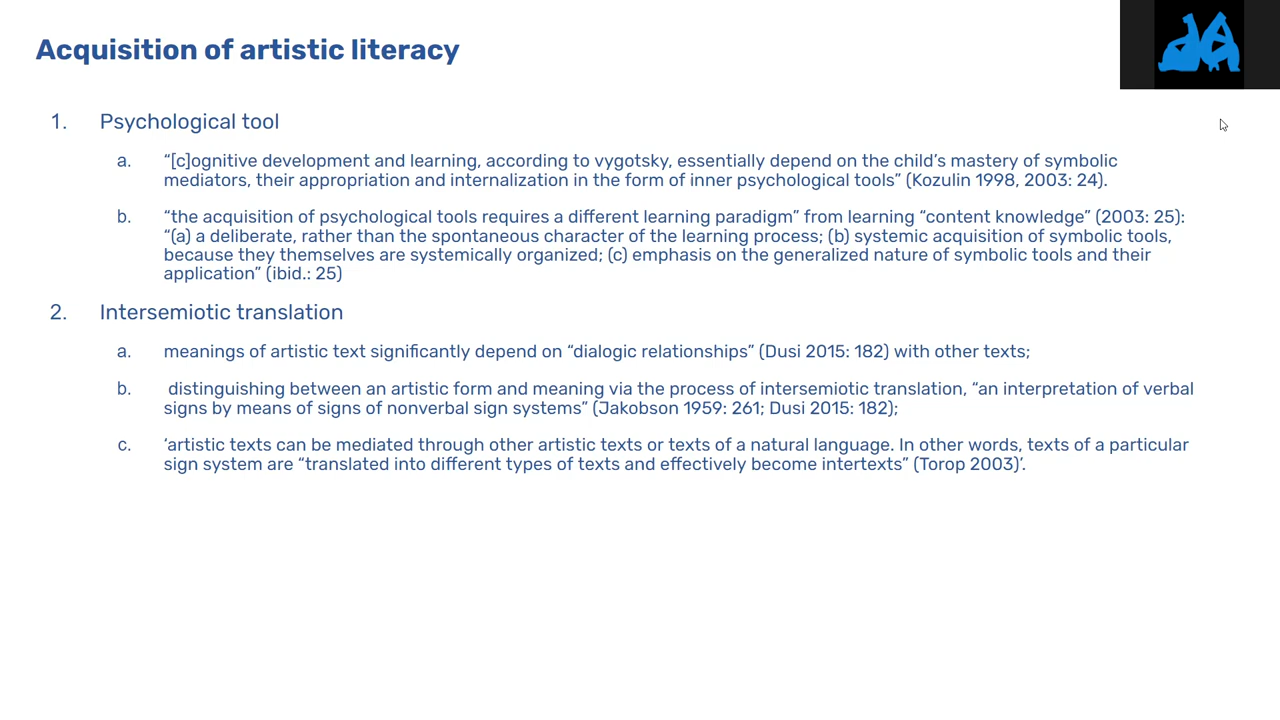 Acquisition of artistic literacy
1. Psychological tool
a. “[c]ognitive development and learning, according to vygotsky, essentially depend on the child’s mastery of symbolic
mediators, their appropriation and internalization in the form of inner psychological tools” (Kozulin 1998, 2003: 24).
b. “the acquisition of psychological tools requires a different learning paradigm” from learning “content knowledge” (2003: 25):
“(a) a deliberate, rather than the spontaneous character of the learning process; (b) systemic acquisition of symbolic tools,
because they themselves are systemically organized; (c) emphasis on the generalized nature of symbolic tools and their
application” (ibid.: 25)
2. Intersemiotic translation
a. meanings of artistic text significantly depend on “dialogic relationships” (Dusi 2015: 182) with other texts;
b. distinguishing between an artistic form and meaning via the process of intersemiotic translation, “an interpretation of verbal
signs by means of signs of nonverbal sign systems” (Jakobson 1959: 261; Dusi 2015: 182);
c. ‘artistic texts can be mediated through other artistic texts or texts of a natural language. In other words, texts of a particular
sign system are “translated into different types of texts and effectively become intertexts” (Torop 2003)’.